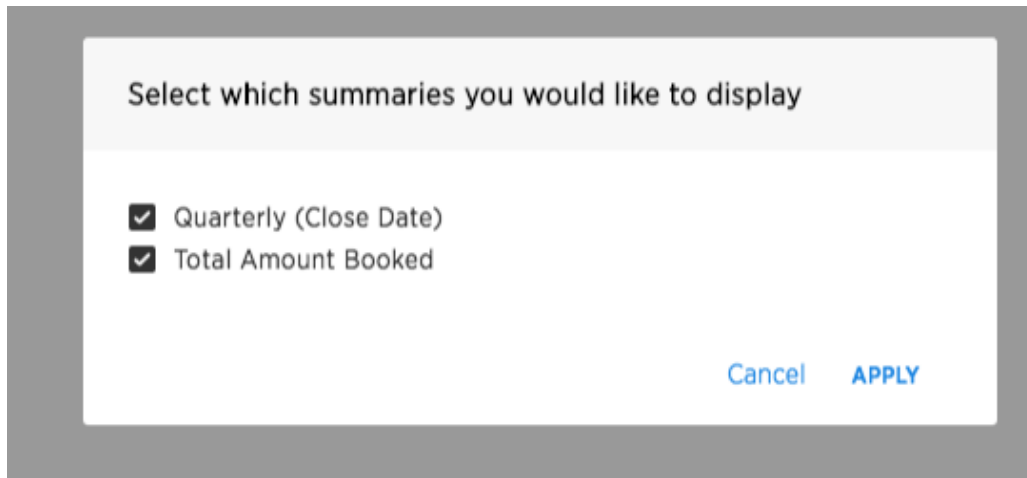 Select which summaries you would like to display
Quarterly (Close Date)
Total Amount Booked
Cancel APPLY